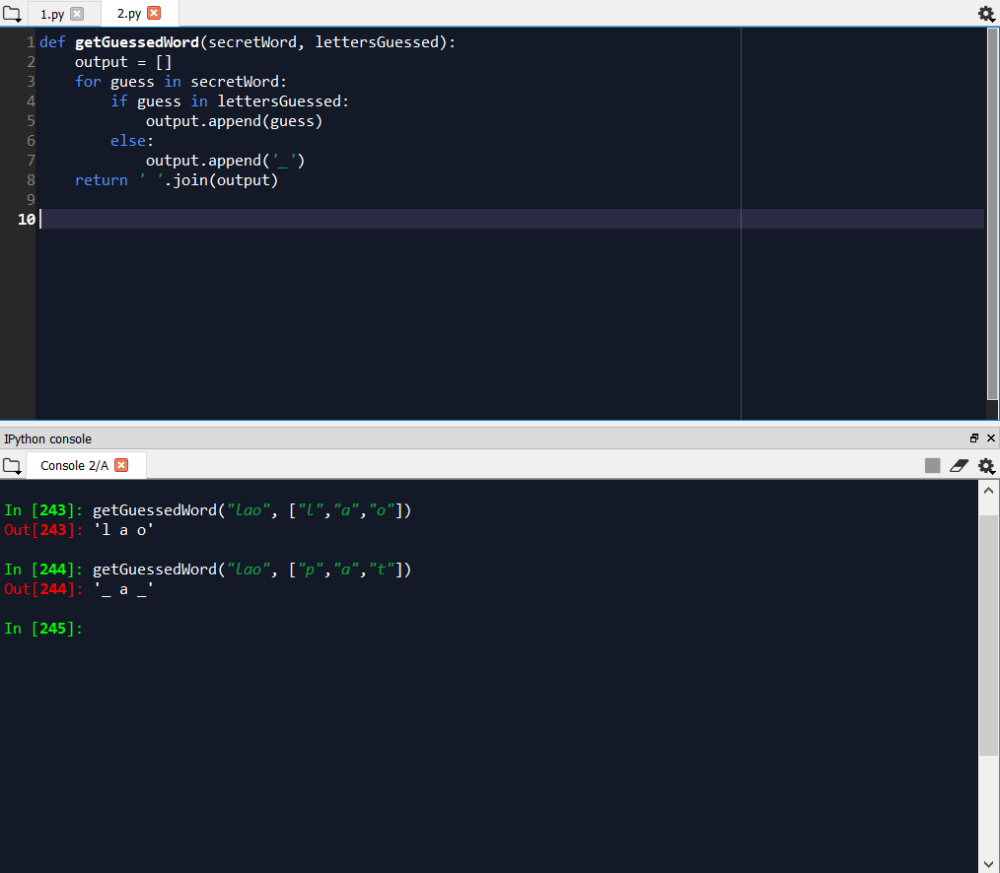 1.py
2.py
1 def getGuessedWord(secretWord, lettersGuessed):
2     output = []
3     for guess in secretWord:
4         if guess in lettersGuessed:
5             output.append(guess)
6         else:
7             output.append('_')
8     return ' '.join(output)
9
10
IPython console
Console 2/A
In [243]: getGuessedWord("lao", ["l","a","o"])
Out[243]: 'l a o'
In [244]: getGuessedWord("lao", ["p","a","t"])
Out[244]: '_ a _'
In [245]: